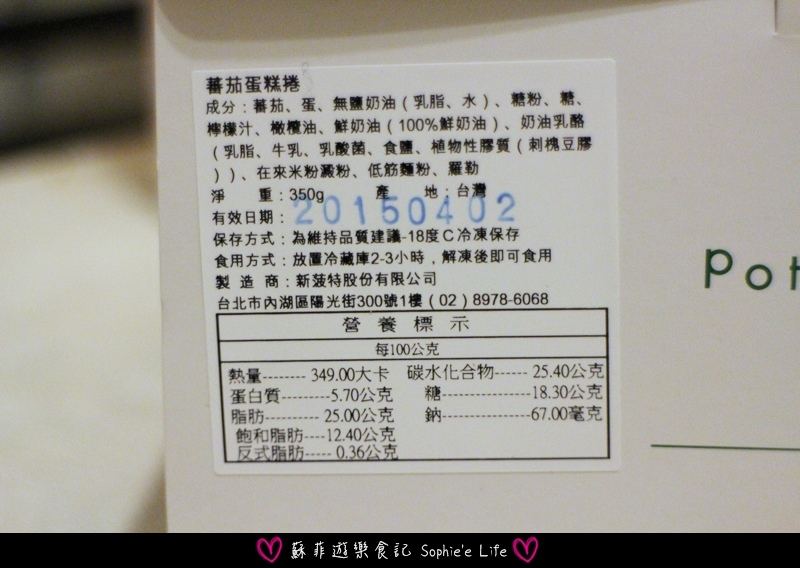 蕃茄蛋糕捲
成分：蕃茄、蛋、無鹽奶油（乳脂、水）、糖粉、糖、
檸檬汁、橄欖油、鮮奶油（100%鮮奶油）、奶油乳酪
（乳脂、牛乳、乳酸菌、食鹽、植物性膠質（刺槐豆膠
））、在來米粉澱粉、低筋麵粉、羅勒
淨 重：350g 產 地：台灣
有效日期：20150402
保存方式：為維持品質建議-18度C冷凍保存
食用方式：放置冷藏庫2-3小時，解凍後即可食用
製 造 商：新菠特股份有限公司
台北市內湖區陽光街300號1樓（02）8978-6068
營 養 標 示
每100公克
熱量-------- 349.00大卡 碳水化合物------ 25.40公克
蛋白質---------5.70公克 糖----------------18.30公克
脂肪---------- 25.00公克 鈉----------------67.00毫克
飽和脂肪----12.40公克
反式脂肪----- 0.36公克
Pot
蘇菲遊樂食記 Sophie'e Life